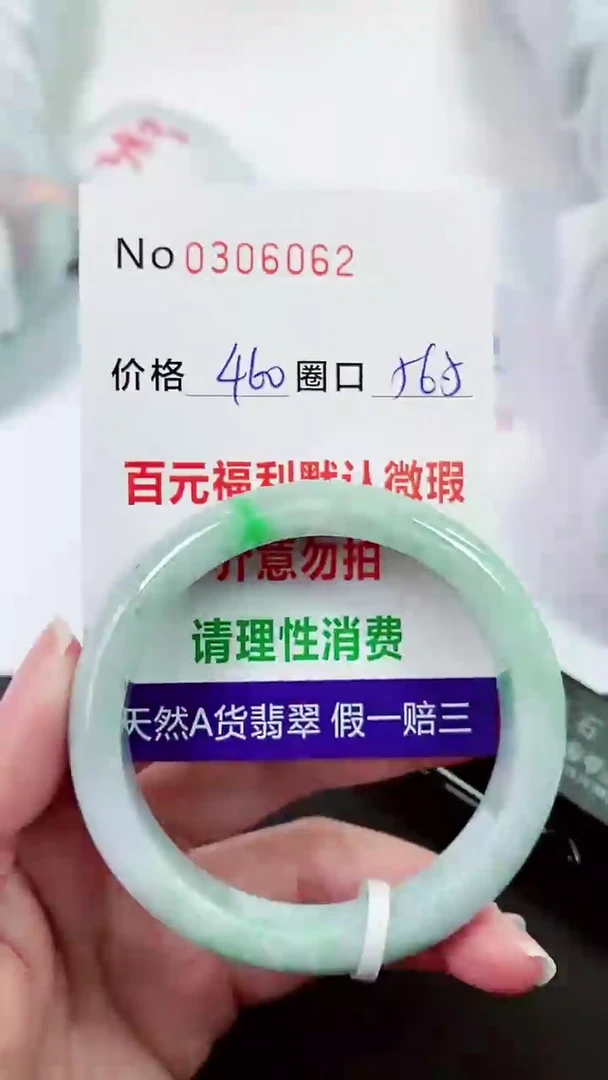 No 0306062
价格 460 圈口 565
百元福利默认微瑕
介意勿拍
请理性消费
天然A货翡翠 假一赔三